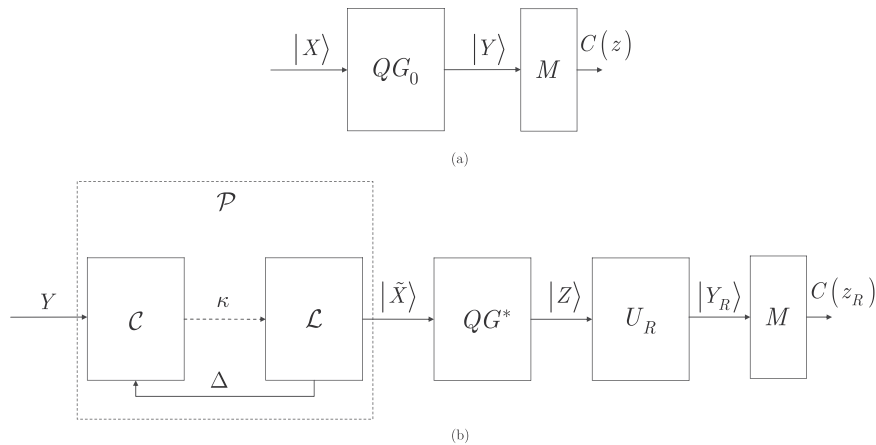 |X⟩ QG₀ |Y⟩ M C(z)
(a)
𝒫
Y 𝒞 κ ℒ |X̃⟩ QG* |Z⟩ U_R |Y_R⟩ M C(z_R)
Δ
(b)